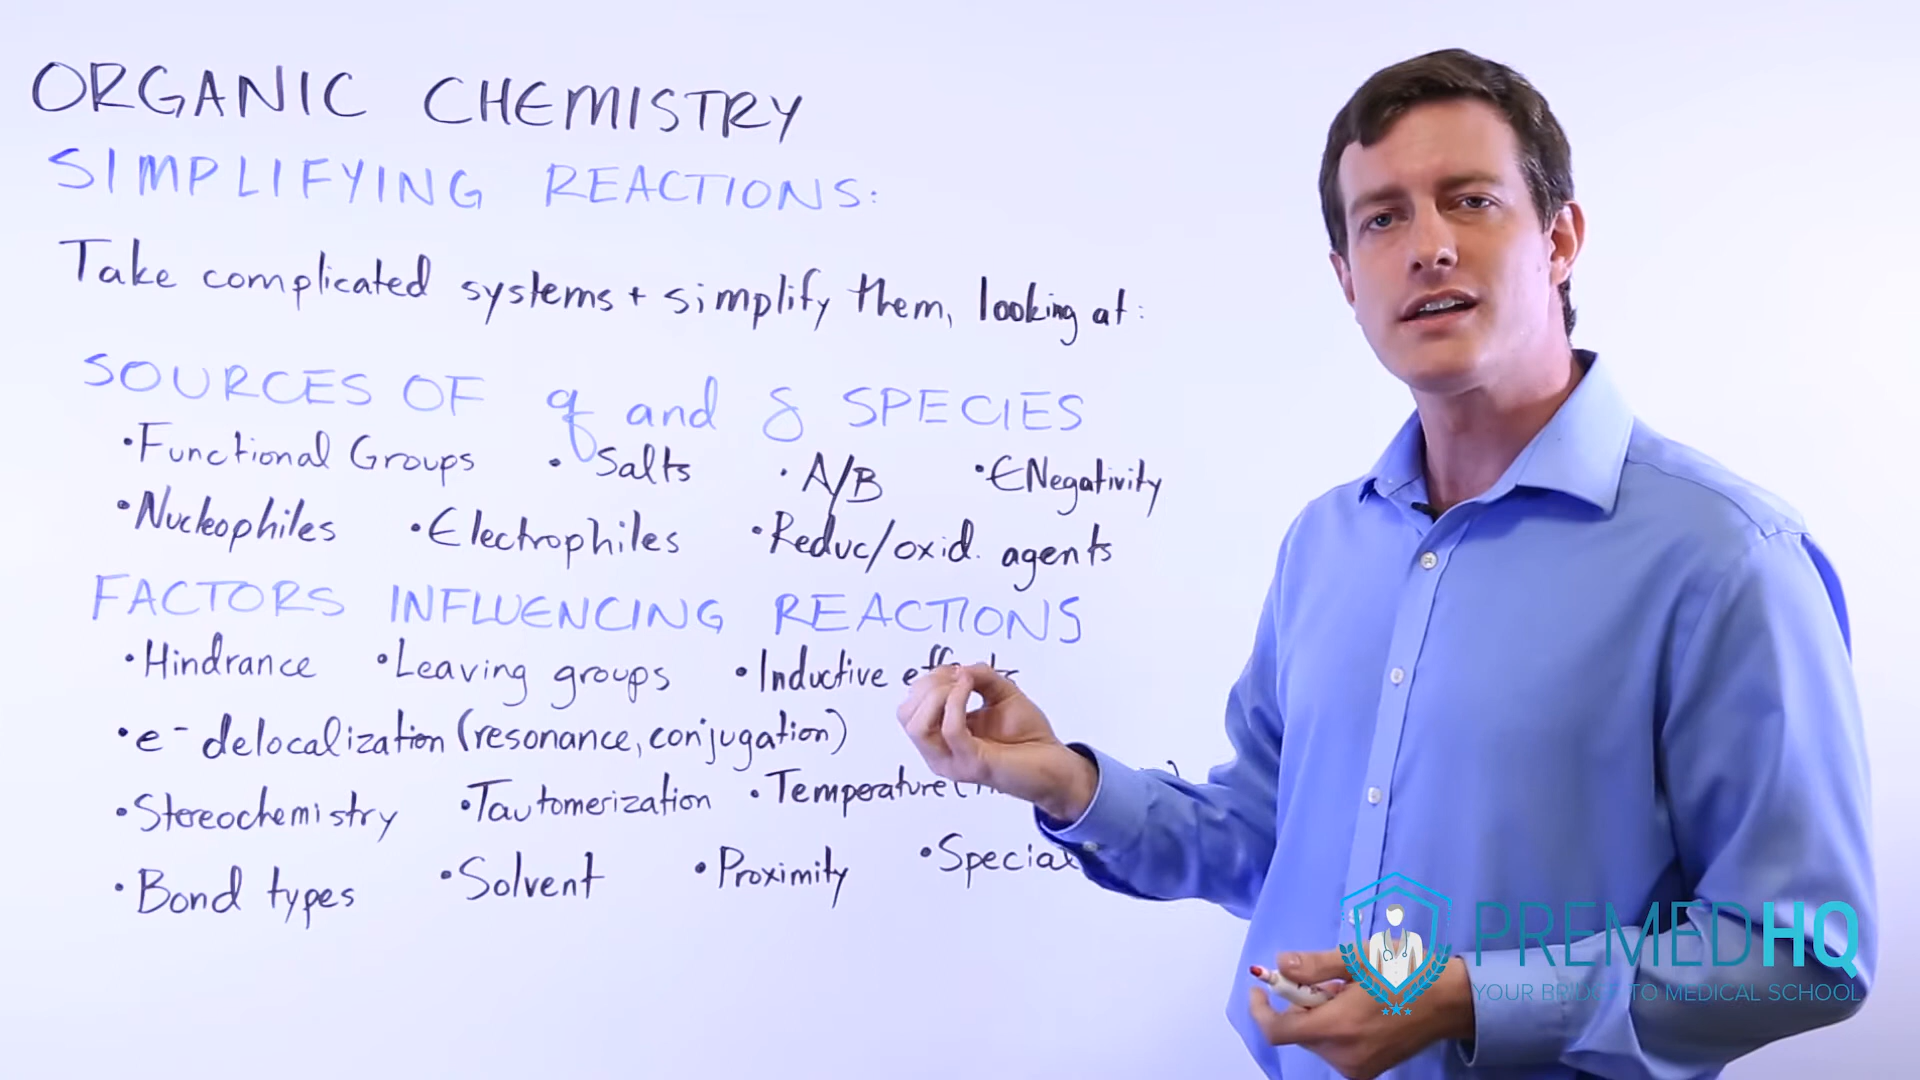 ORGANIC CHEMISTRY
SIMPLIFYING REACTIONS:
Take complicated systems + simplify them, looking at:
SOURCES OF q and δ SPECIES
•Functional Groups • Salts • A/B •ENegativity
•Nucleophiles •Electrophiles •Reduc/oxid. agents
FACTORS INFLUENCING REACTIONS
•Hindrance •Leaving groups •Inductive
•e⁻ delocalization (resonance, conjugation)
•Stereochemistry •Tautomerization •Temperature (
•Bond types •Solvent •Proximity •Special
PREMEDHQ
YOUR BRIDGE TO MEDICAL SCHOOL